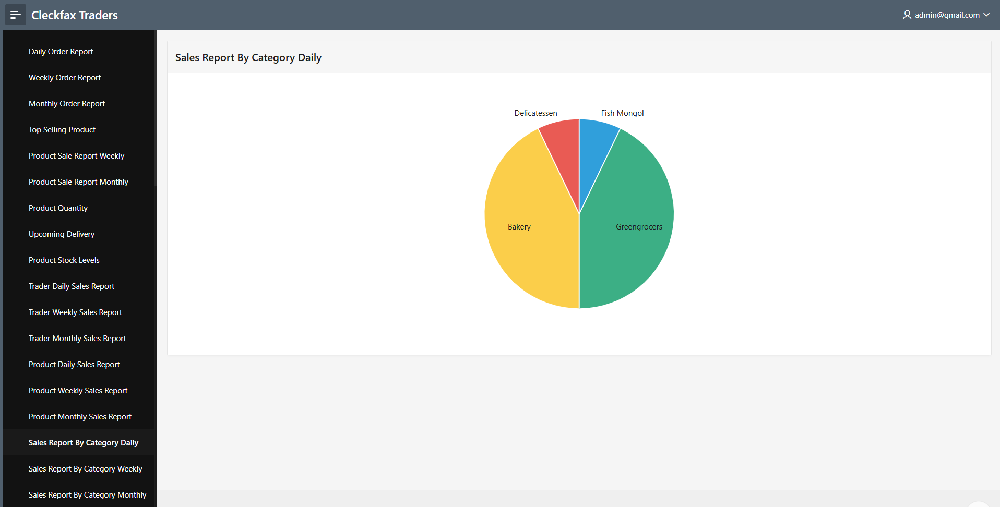 Cleckfax Traders
admin@gmail.com
Daily Order Report
Weekly Order Report
Monthly Order Report
Top Selling Product
Product Sale Report Weekly
Product Sale Report Monthly
Product Quantity
Upcoming Delivery
Product Stock Levels
Trader Daily Sales Report
Trader Weekly Sales Report
Trader Monthly Sales Report
Product Daily Sales Report
Product Weekly Sales Report
Product Monthly Sales Report
Sales Report By Category Daily
Sales Report By Category Weekly
Sales Report By Category Monthly
Sales Report By Category Daily
Delicatessen
Fish Mongol
Bakery
Greengrocers